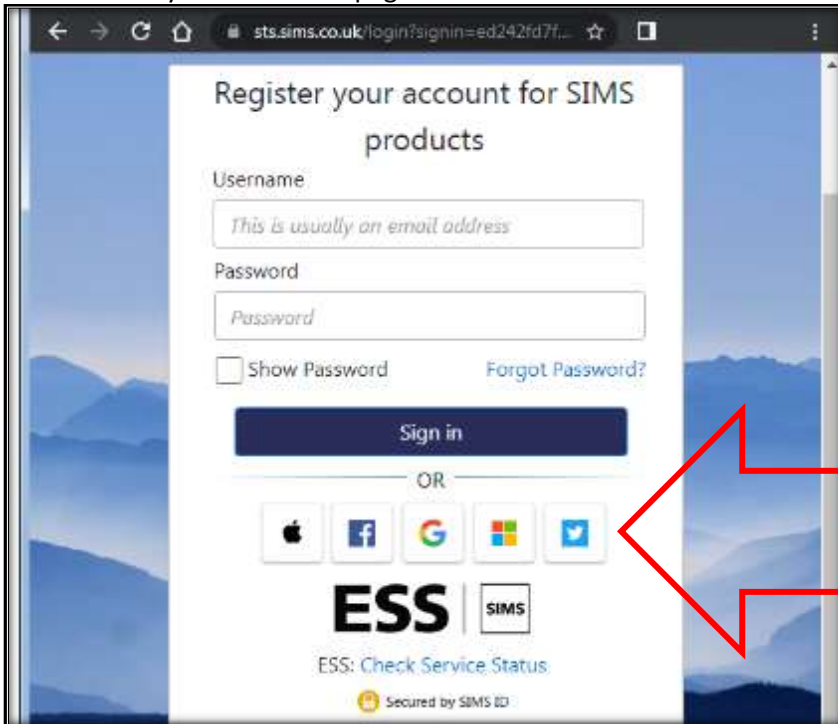 sts.sims.co.uk/login?signin=ed242fd7f...
Register your account for SIMS
products
Username
This is usually an email address
Password
Password
Show Password Forgot Password?
Sign in
OR
ESS SIMS
ESS: Check Service Status
Secured by SIMS ID